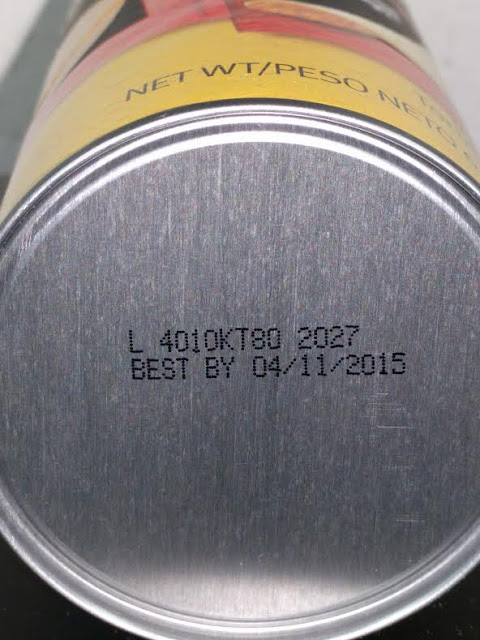 NET WT/PESO NETO
L 4010KT80 2027
BEST BY 04/11/2015